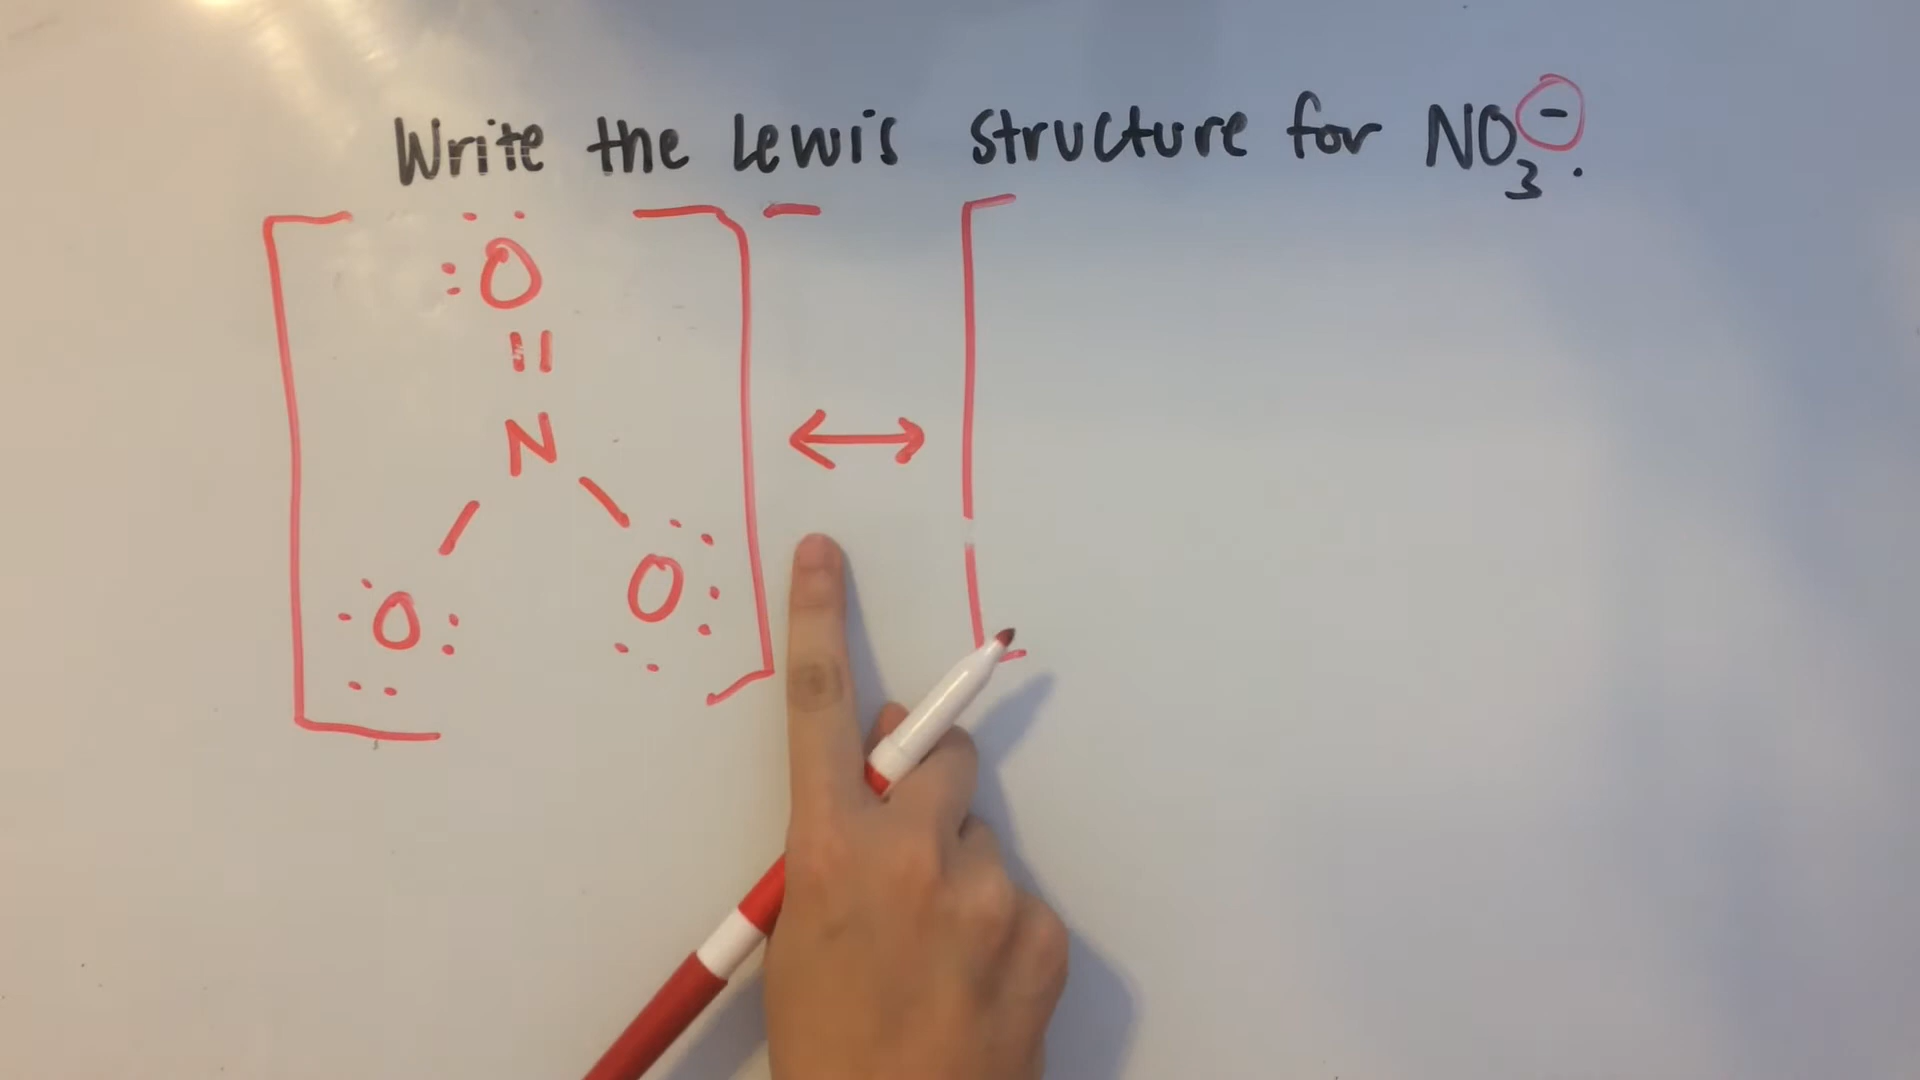 Write the Lewis structure for NO₃⁻.
O
N
O O